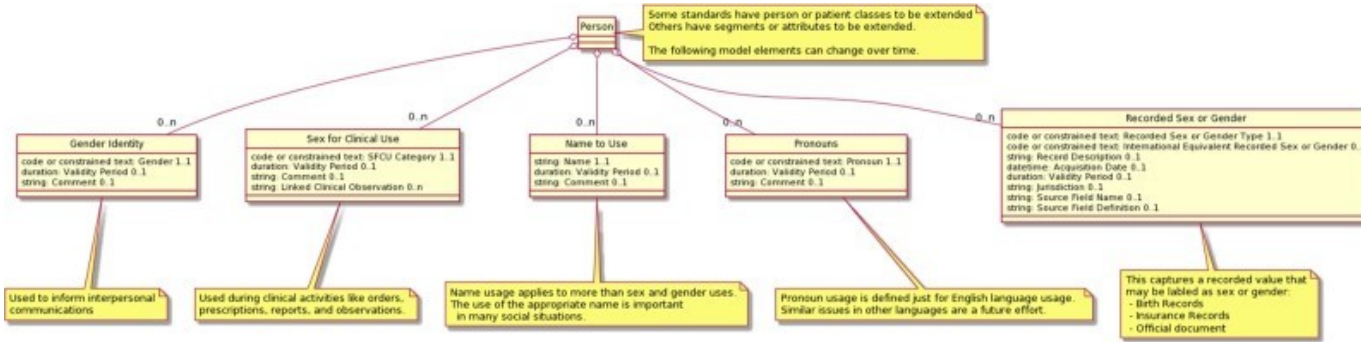 Person
Some standards have person or patient classes to be extended
Others have segments or attributes to be extended.
The following model elements can change over time.
0..n
0..n
0..n
0..n
0..n
Gender Identity
code or constrained text: Gender 1..1
duration: Validity Period 0..1
string: Comment 0..1
Sex for Clinical Use
code or constrained text: SFCU Category 1..1
duration: Validity Period 0..1
string: Comment 0..1
string: Linked Clinical Observation 0..n
Name to Use
string: Name 1..1
duration: Validity Period 0..1
string: Comment 0..1
Pronouns
code or constrained text: Pronoun 1..1
duration: Validity Period 0..1
string: Comment 0..1
Recorded Sex or Gender
code or constrained text: Recorded Sex or Gender Type 1..1
code or constrained text: International Equivalent Recorded Sex or Gender 0..
string: Record Description 0..1
datetime: Acquisition Date 0..1
duration: Validity Period 0..1
string: Jurisdiction 0..1
string: Source Field Name 0..1
string: Source Field Definition 0..1
Used to inform interpersonal
communications
Used during clinical activities like orders,
prescriptions, reports, and observations.
Name usage applies to more than sex and gender uses.
The use of the appropriate name is important
in many social situations.
Pronoun usage is defined just for English language usage.
Similar issues in other languages are a future effort.
This captures a recorded value that
may be labled as sex or gender:
- Birth Records
- Insurance Records
- Official document